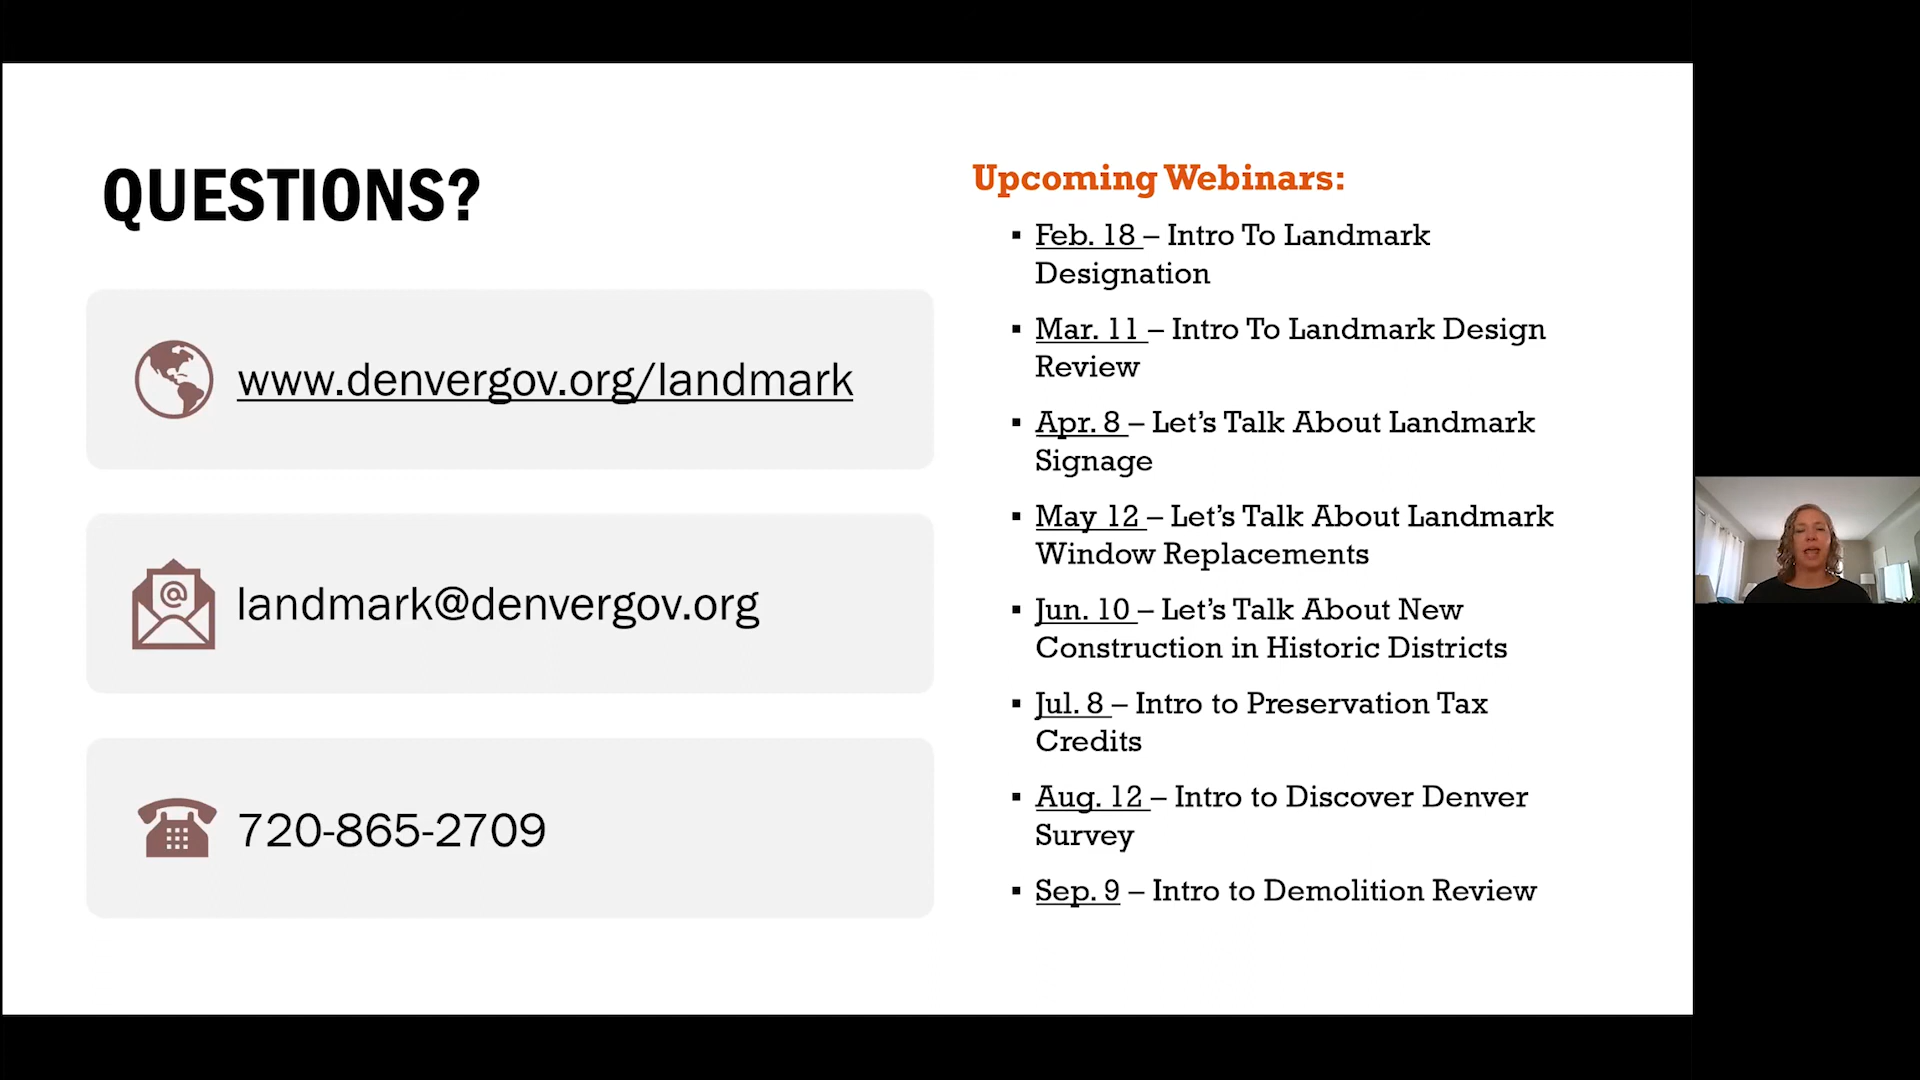 QUESTIONS?
www.denvergov.org/landmark
landmark@denvergov.org
720-865-2709
Upcoming Webinars:
▪ Feb. 18 – Intro To Landmark
Designation
▪ Mar. 11 – Intro To Landmark Design
Review
▪ Apr. 8 – Let’s Talk About Landmark
Signage
▪ May 12 – Let’s Talk About Landmark
Window Replacements
▪ Jun. 10 – Let’s Talk About New
Construction in Historic Districts
▪ Jul. 8 – Intro to Preservation Tax
Credits
▪ Aug. 12 – Intro to Discover Denver
Survey
▪ Sep. 9 – Intro to Demolition Review